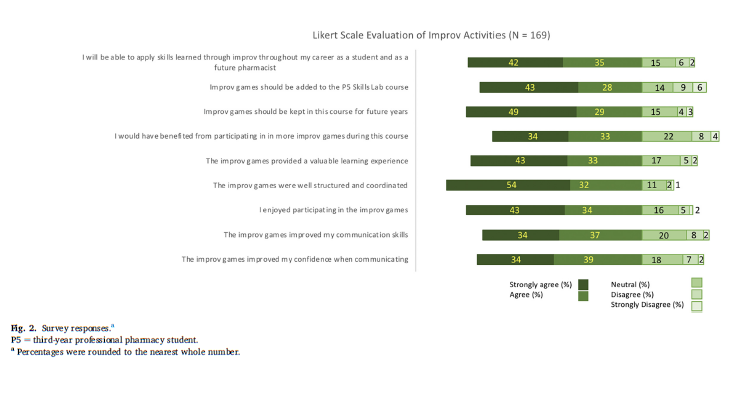 Likert Scale Evaluation of Improv Activities (N = 169)
I will be able to apply skills learned through improv throughout my career as a student and as a
future pharmacist
42 35 15 6 2
Improv games should be added to the P5 Skills Lab course
43 28 14 9 6
Improv games should be kept in this course for future years
49 29 15 4 3
I would have benefited from participating in in more improv games during this course
34 33 22 8 4
The improv games provided a valuable learning experience
43 33 17 5 2
The improv games were well structured and coordinated
54 32 11 2 1
I enjoyed participating in the improv games
43 34 16 5 2
The improv games improved my communication skills
34 37 20 8 2
The improv games improved my confidence when communicating
34 39 18 7 2
Strongly agree (%)
Agree (%)
Neutral (%)
Disagree (%)
Strongly Disagree (%)
Fig. 2. Survey responses.a
P5 = third-year professional pharmacy student.
a Percentages were rounded to the nearest whole number.